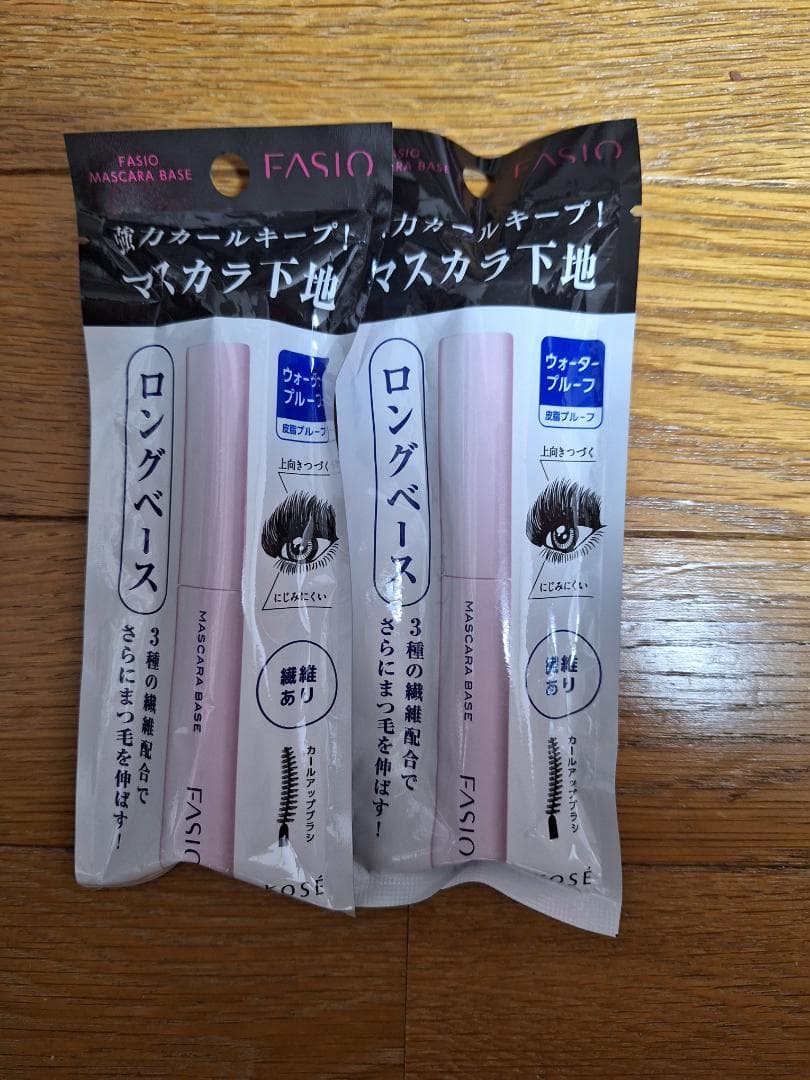 FASIO
MASCARA BASE
FASIO
強力カールキープ!
マスカラ下地
ロングベース
ウォーター
プルーフ
皮脂プルーフ
上向きつづく
にじみにくい
3種の繊維配合で
さらにまつ毛を伸ばす!
繊維
あり
カールアップブラシ
MASCARA BASE
FASIO
KOSÉ
FASIO
MASCARA BASE
FASIO
力カールキープ!
マスカラ下地
ロングベース
ウォーター
プルーフ
皮脂プルーフ
上向きつづく
にじみにくい
3種の繊維配合で
さらにまつ毛を伸ばす!
繊維
あり
カールアップブラシ
MASCARA BASE
FASIO
KOSÉ